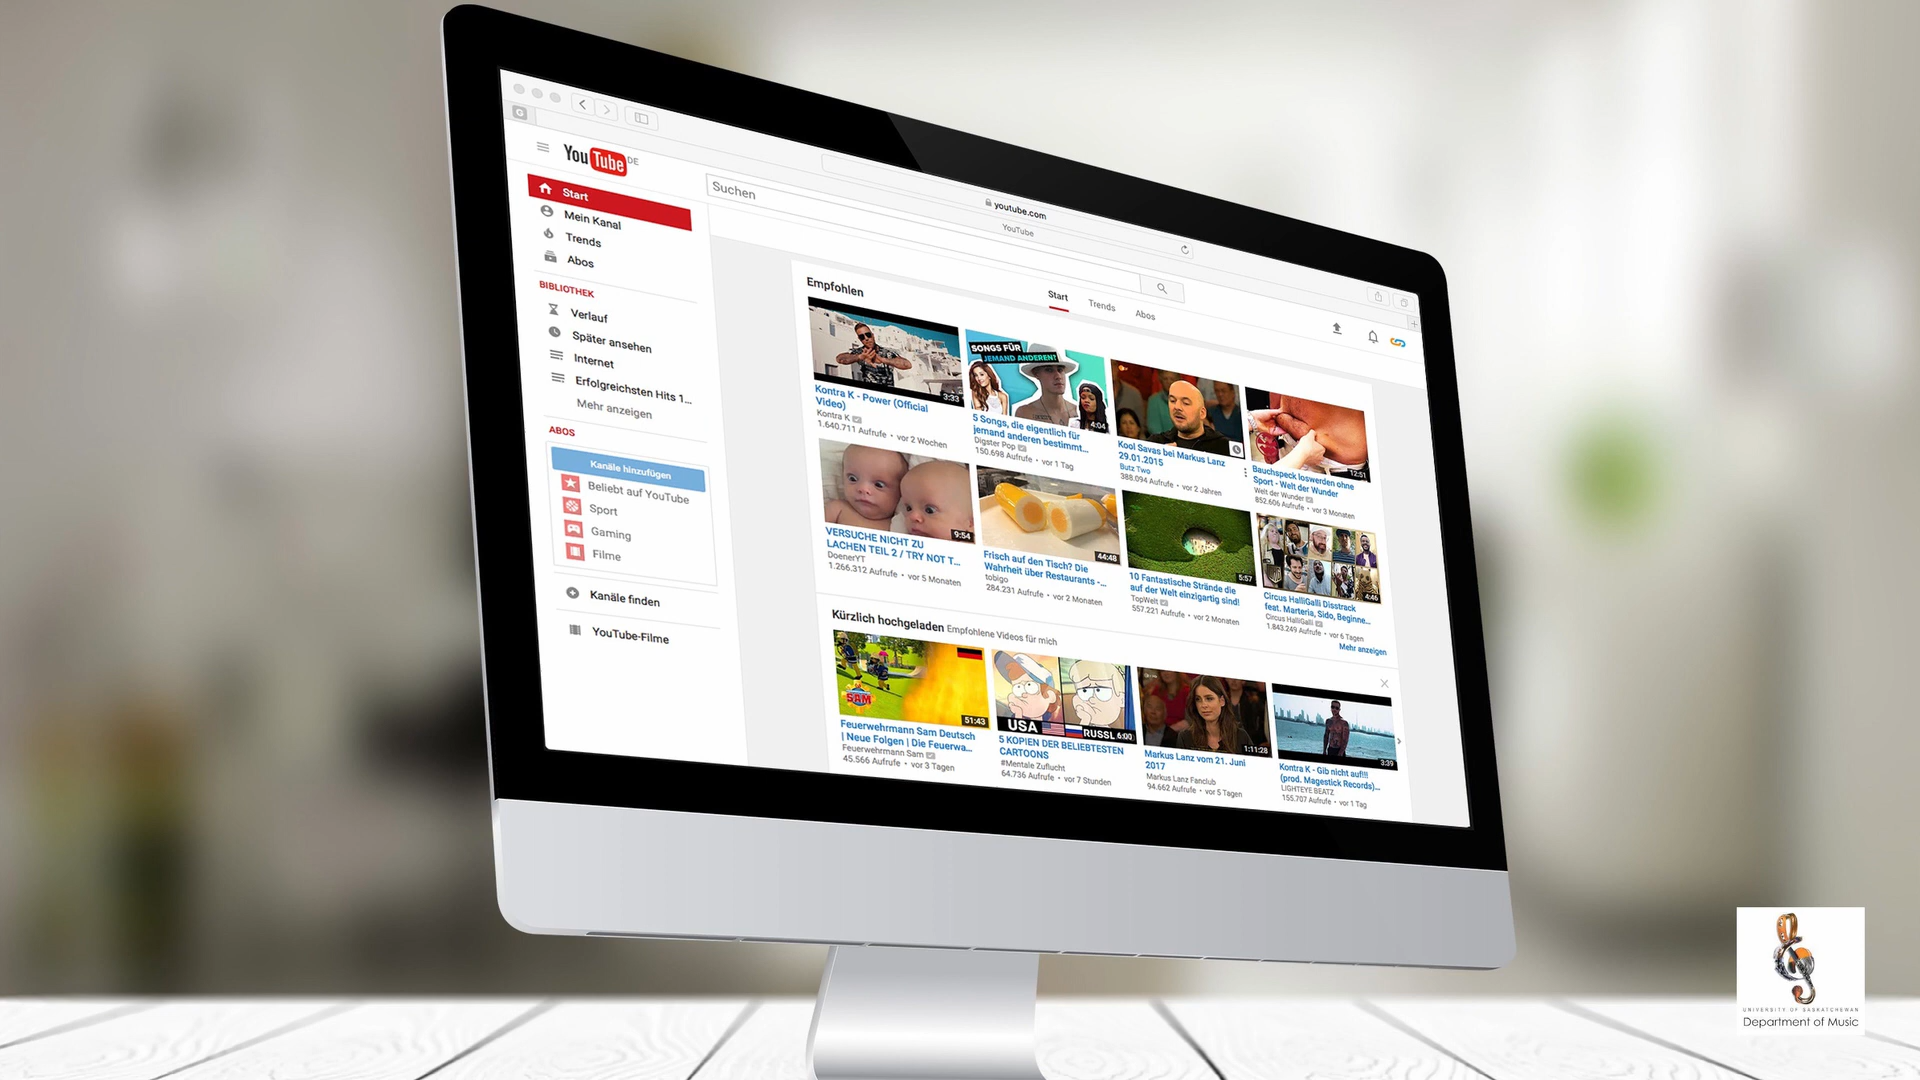 youtube.com
YouTube
YouTube DE
Suchen
Start
Mein Kanal
Trends
Abos
BIBLIOTHEK
Verlauf
Später ansehen
Internet
Erfolgreichsten Hits 1...
Mehr anzeigen
ABOS
Kanäle hinzufügen
Beliebt auf YouTube
Sport
Gaming
Filme
Kanäle finden
YouTube-Filme
Start
Trends
Abos
Empfohlen
3:33
Kontra K - Power (Official
Video)
Kontra K
1.640.711 Aufrufe • vor 2 Wochen
SONGS FÜR
JEMAND ANDEREN?
4:04
5 Songs, die eigentlich für
jemand anderen bestimmt...
Digster Pop
150.698 Aufrufe • vor 1 Tag
Kool Savas bei Markus Lanz
29.01.2015
Butz Two
388.094 Aufrufe • vor 2 Jahren
12:51
Bauchspeck loswerden ohne
Sport - Welt der Wunder
Welt der Wunder
852.606 Aufrufe • vor 3 Monaten
9:54
VERSUCHE NICHT ZU
LACHEN TEIL 2 / TRY NOT T...
DoenerYT
1.266.312 Aufrufe • vor 5 Monaten
44:48
Frisch auf den Tisch? Die
Wahrheit über Restaurants -...
tobigo
284.231 Aufrufe • vor 2 Monaten
5:57
10 Fantastische Strände die
auf der Welt einzigartig sind!
TopWelt
557.221 Aufrufe • vor 2 Monaten
4:46
Circus HalliGalli Disstrack
feat. Marteria, Sido, Beginne...
Circus HalliGalli
1.843.249 Aufrufe • vor 6 Tagen
Mehr anzeigen
Kürzlich hochgeladen Empfohlene Videos für mich
SAM
51:43
Feuerwehrmann Sam Deutsch
| Neue Folgen | Die Feuerwa...
Feuerwehrmann Sam
45.566 Aufrufe • vor 3 Tagen
USA
RUSSL
6:00
5 KOPIEN DER BELIEBTESTEN
CARTOONS
#Mentale Zuflucht
64.736 Aufrufe • vor 7 Stunden
1:11:28
Markus Lanz vom 21. Juni
2017
Markus Lanz Fanclub
94.662 Aufrufe • vor 5 Tagen
3:39
Kontra K - Gib nicht auf!!!
(prod. Magestick Records)...
LIGHTEYE BEATZ
155.707 Aufrufe • vor 1 Tag
UNIVERSITY OF SASKATCHEWAN
Department of Music